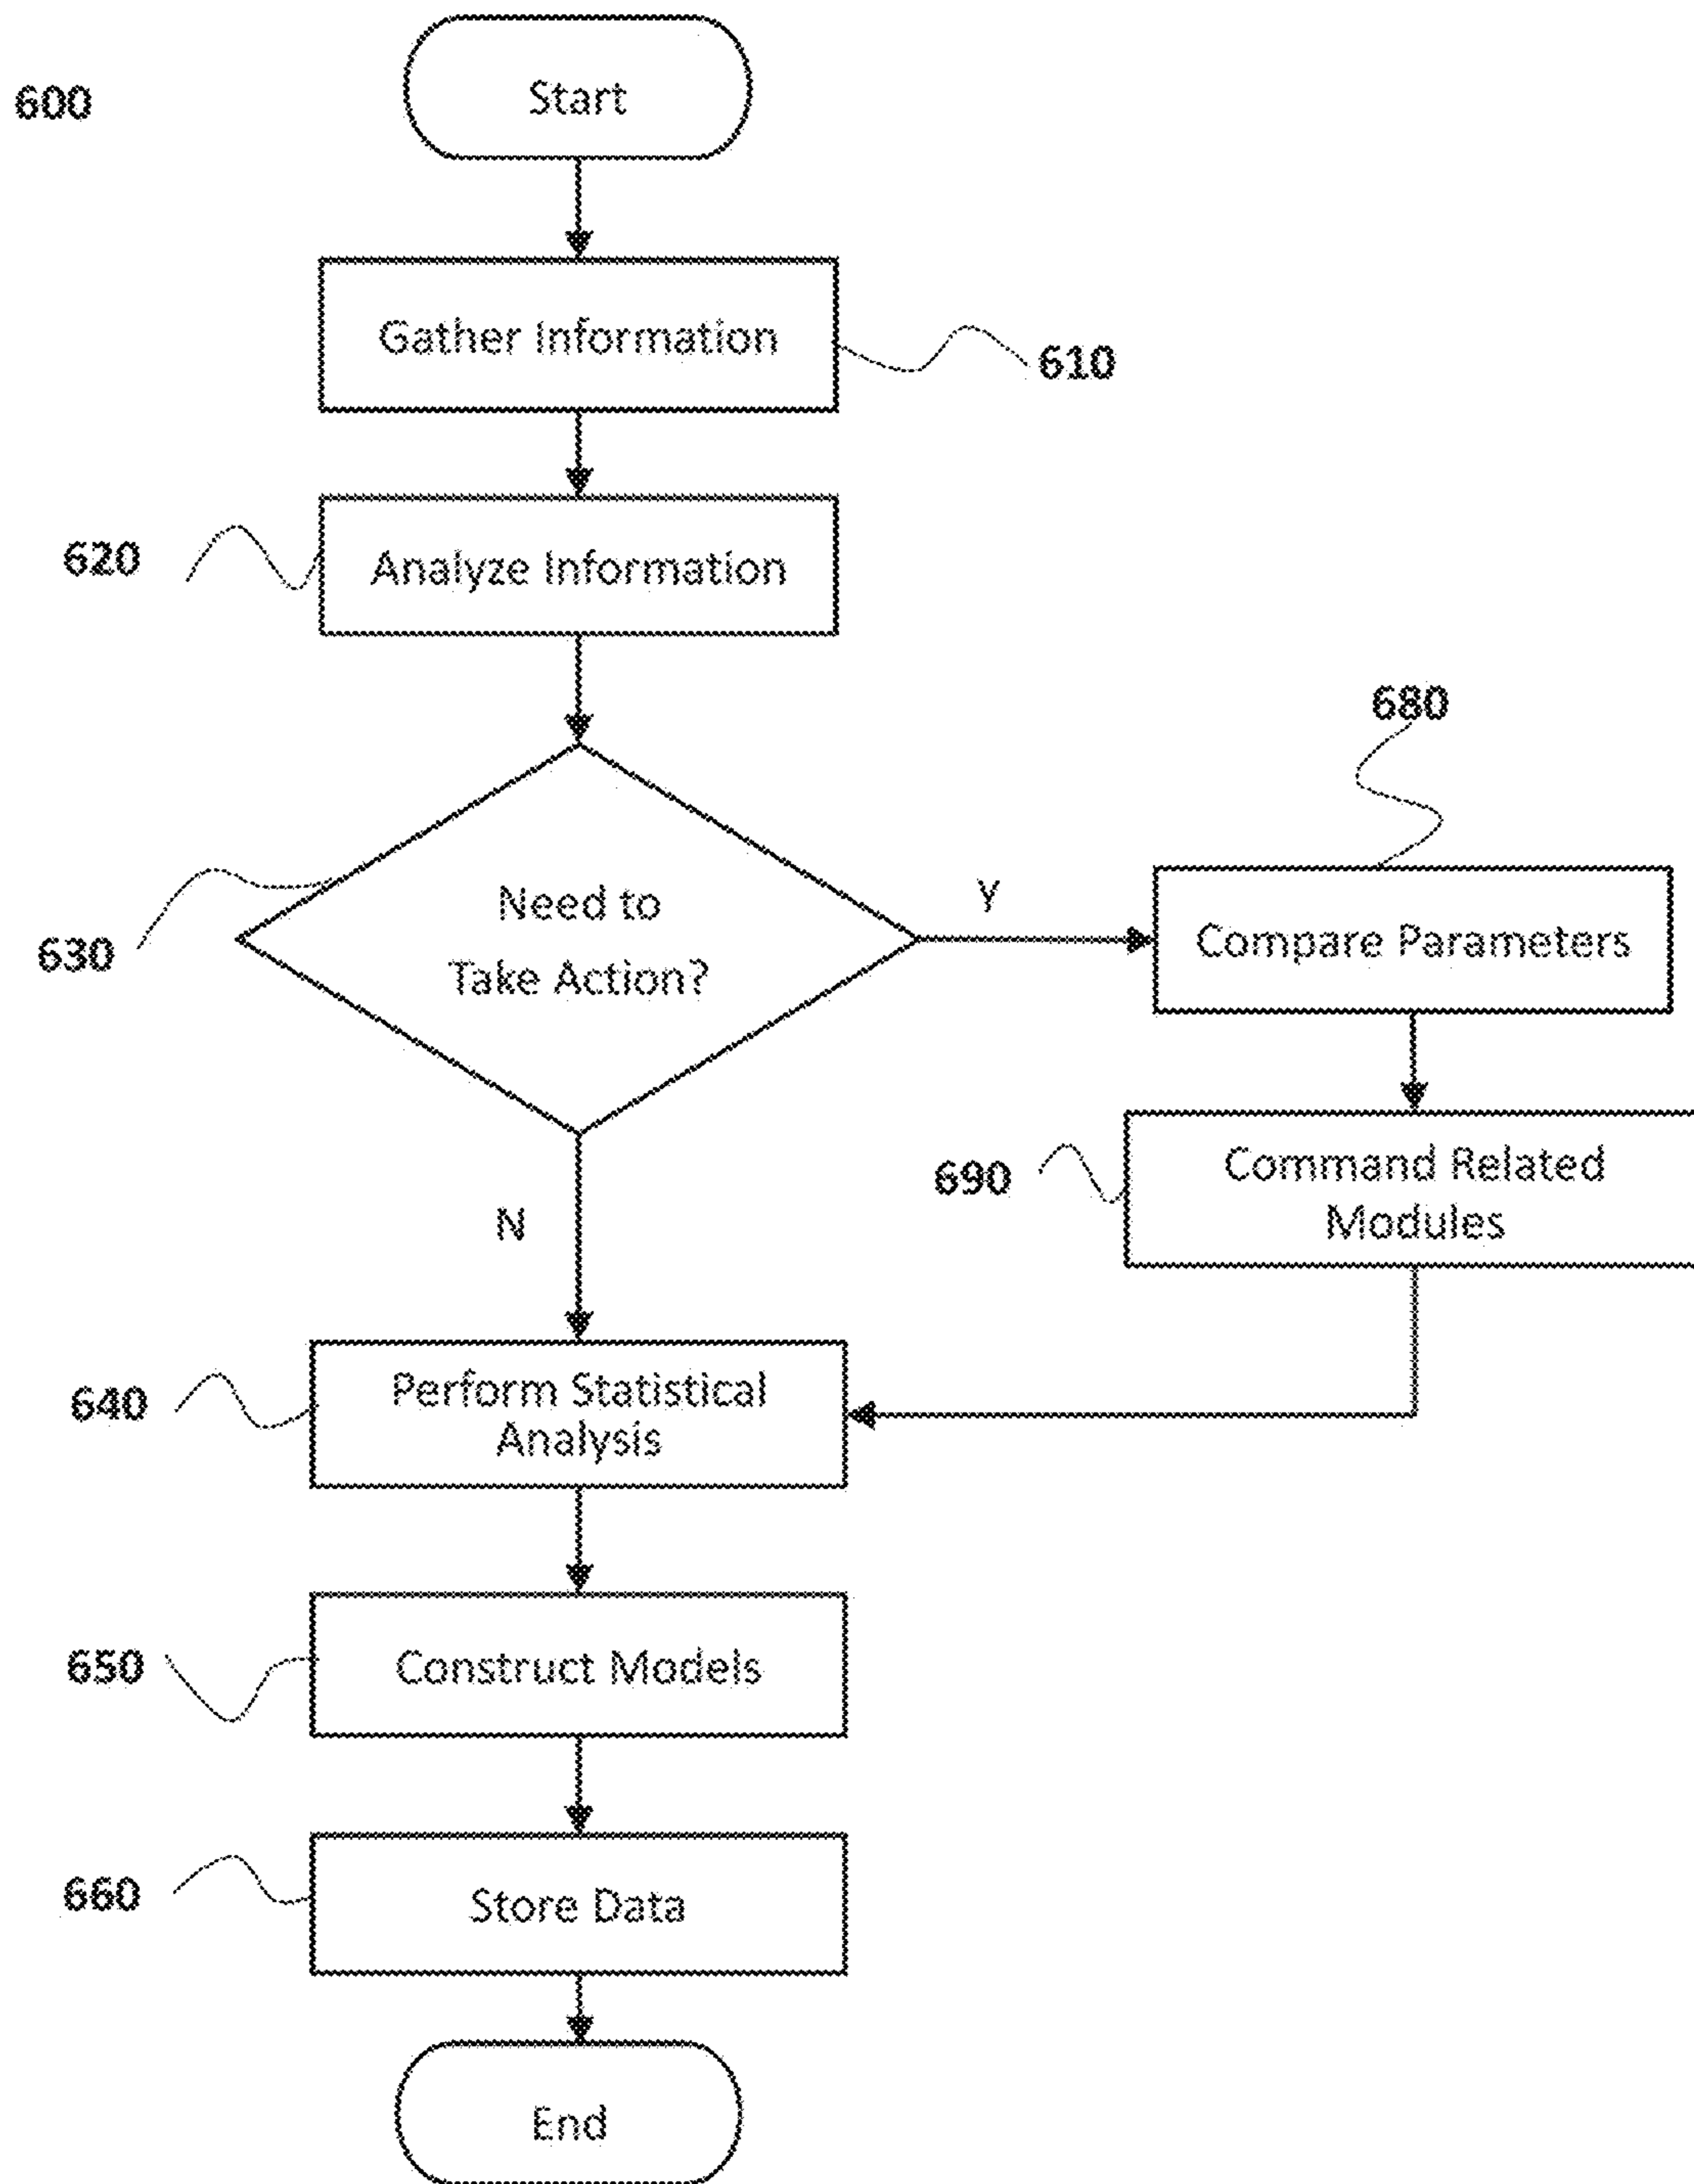 600
Start
Gather Information
610
620
Analyze Information
680
630
Need to
Take Action?
Y
Compare Parameters
690
Command Related
Modules
N
640
Perform Statistical
Analysis
650
Construct Models
660
Store Data
End